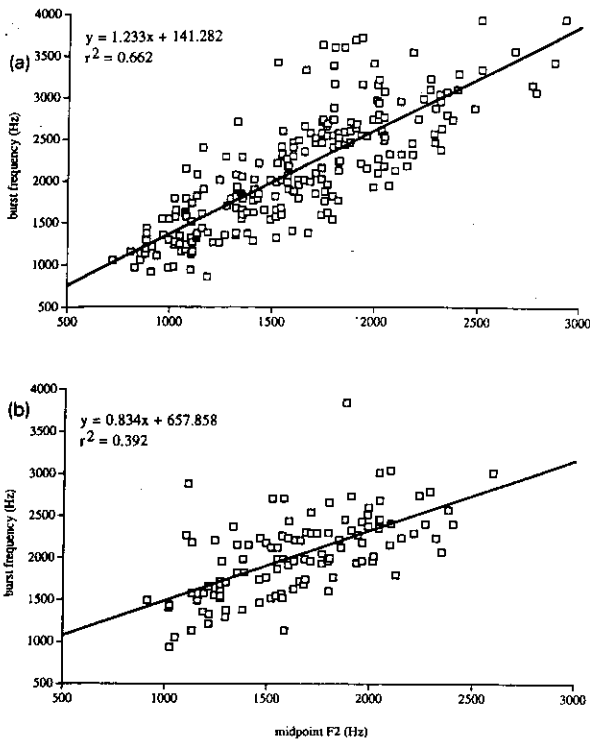 (a)
y = 1.233x + 141.282
r2 = 0.662
burst frequency (Hz)
4000
3500
3000
2500
2000
1500
1000
500
500 1000 1500 2000 2500 3000
(b)
y = 0.834x + 657.858
r2 = 0.392
burst frequency (Hz)
4000
3500
3000
2500
2000
1500
1000
500
500 1000 1500 2000 2500 3000
midpoint F2 (Hz)